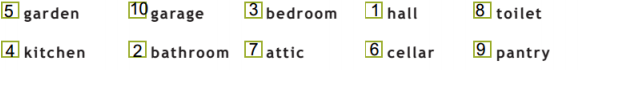 5 garden 10 garage 3 bedroom 1 hall 8 toilet
4 kitchen 2 bathroom 7 attic 6 cellar 9 pantry